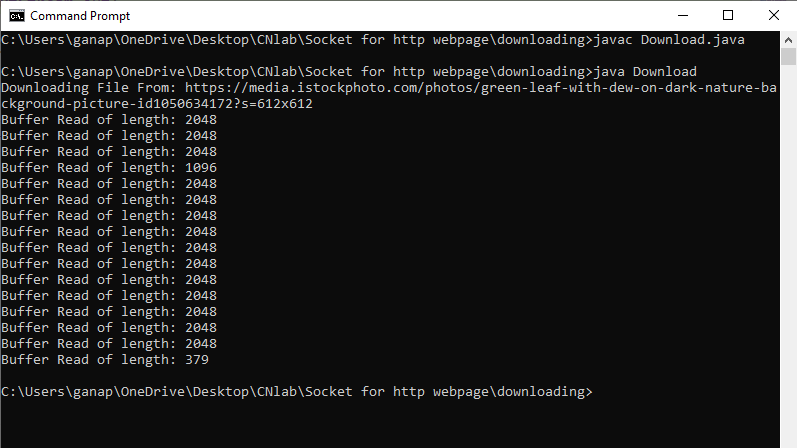 Command Prompt
C:\Users\ganap\OneDrive\Desktop\CNlab\Socket for http webpage\downloading>javac Download.java
C:\Users\ganap\OneDrive\Desktop\CNlab\Socket for http webpage\downloading>java Download
Downloading File From: https://media.istockphoto.com/photos/green-leaf-with-dew-on-dark-nature-ba
ckground-picture-id1050634172?s=612x612
Buffer Read of length: 2048
Buffer Read of length: 2048
Buffer Read of length: 2048
Buffer Read of length: 1096
Buffer Read of length: 2048
Buffer Read of length: 2048
Buffer Read of length: 2048
Buffer Read of length: 2048
Buffer Read of length: 2048
Buffer Read of length: 2048
Buffer Read of length: 2048
Buffer Read of length: 2048
Buffer Read of length: 2048
Buffer Read of length: 2048
Buffer Read of length: 2048
Buffer Read of length: 379
C:\Users\ganap\OneDrive\Desktop\CNlab\Socket for http webpage\downloading>